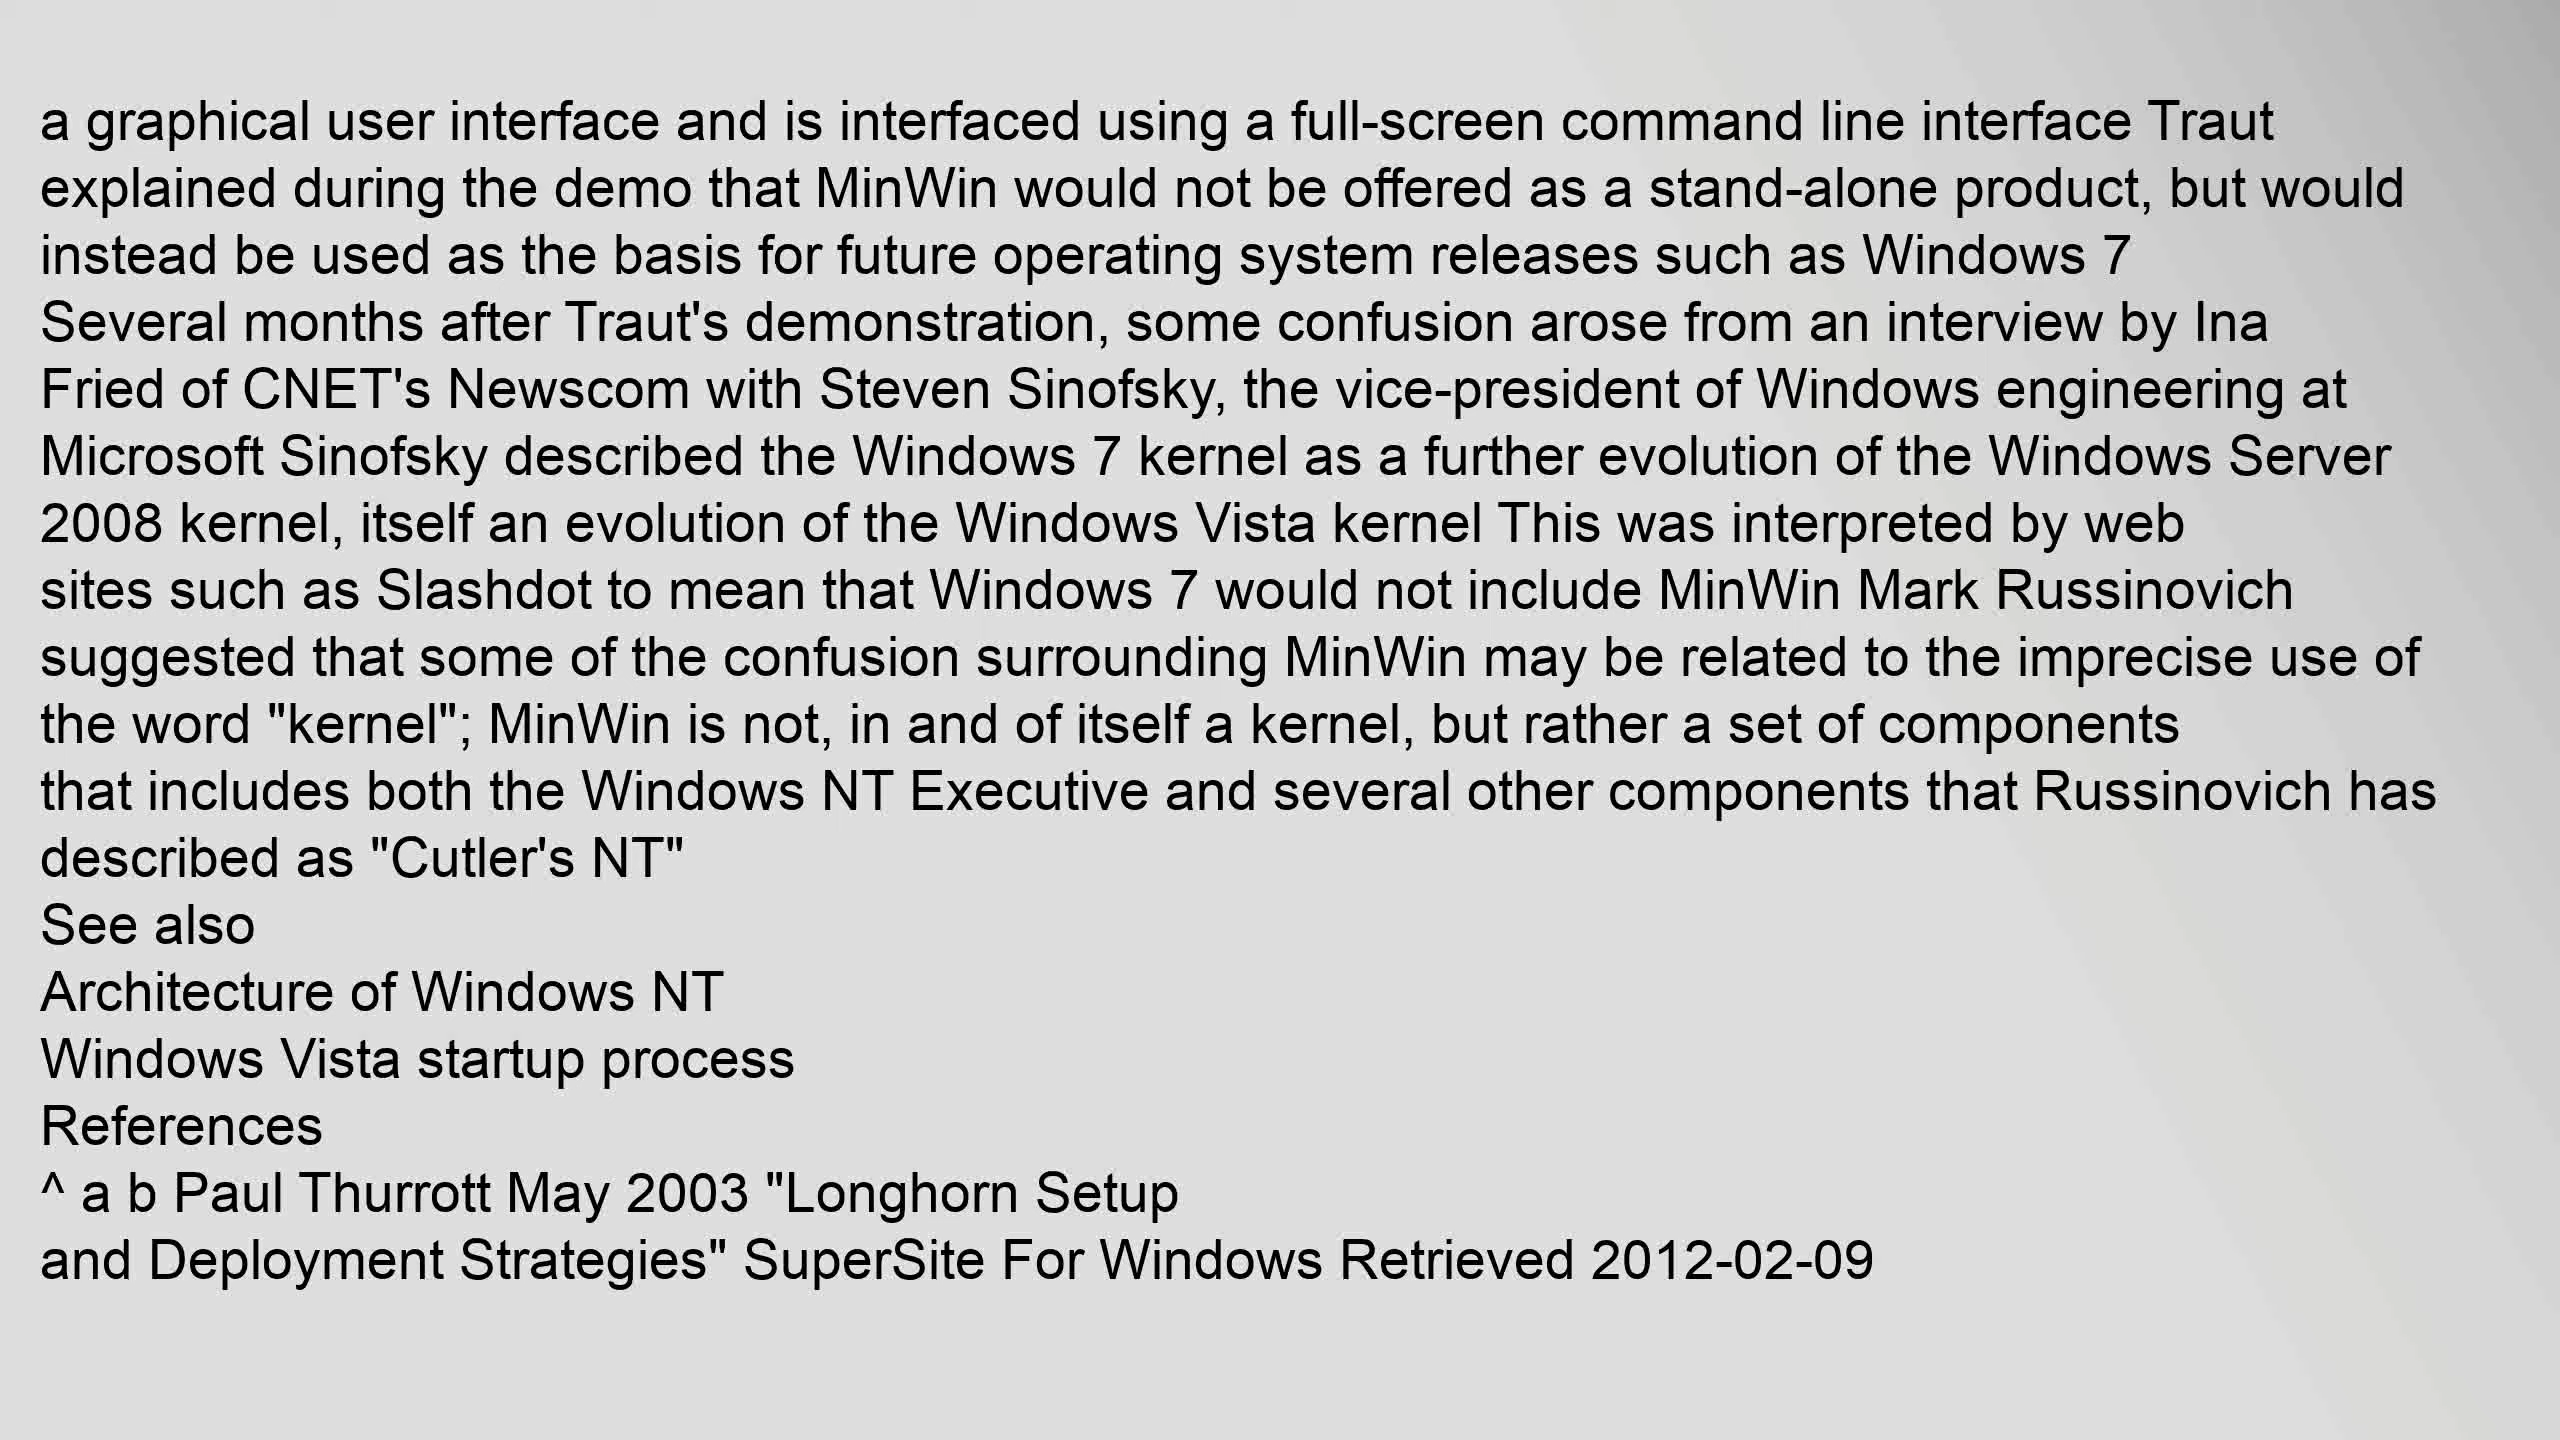 a graphical user interface and is interfaced using a full-screen command line interface Traut
explained during the demo that MinWin would not be offered as a stand-alone product, but would
instead be used as the basis for future operating system releases such as Windows 7
Several months after Traut's demonstration, some confusion arose from an interview by Ina
Fried of CNET's Newscom with Steven Sinofsky, the vice-president of Windows engineering at
Microsoft Sinofsky described the Windows 7 kernel as a further evolution of the Windows Server
2008 kernel, itself an evolution of the Windows Vista kernel This was interpreted by web
sites such as Slashdot to mean that Windows 7 would not include MinWin Mark Russinovich
suggested that some of the confusion surrounding MinWin may be related to the imprecise use of
the word "kernel"; MinWin is not, in and of itself a kernel, but rather a set of components
that includes both the Windows NT Executive and several other components that Russinovich has
described as "Cutler's NT"
See also
Architecture of Windows NT
Windows Vista startup process
References
^ a b Paul Thurrott May 2003 "Longhorn Setup
and Deployment Strategies" SuperSite For Windows Retrieved 2012-02-09